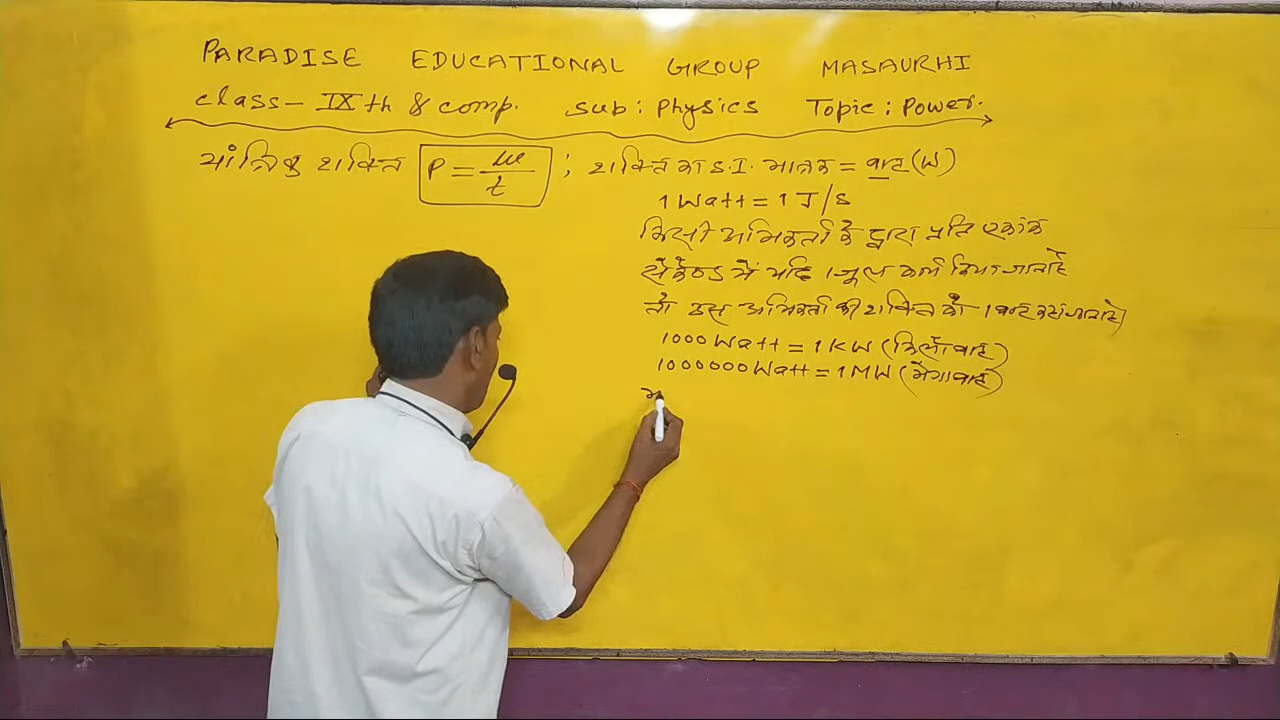 PARADISE EDUCATIONAL GROUP MASAURHI
class - IXth & comp. Sub : Physics Topic : Power.
यांत्रिक शक्ति P = W/t ; शक्ति का S.I. मात्रक = वाट (W)
1 Watt = 1 J/s
किसी अभिकर्ता के द्वारा प्रति एकांक
सेकेण्ड में यदि 1 जूल कार्य किया जाता है
तो उस अभिकर्ता की शक्ति को 1 वाट कहा जाता है
1000 Watt = 1 KW (किलोवाट)
1000000 Watt = 1 MW (मेगावाट)